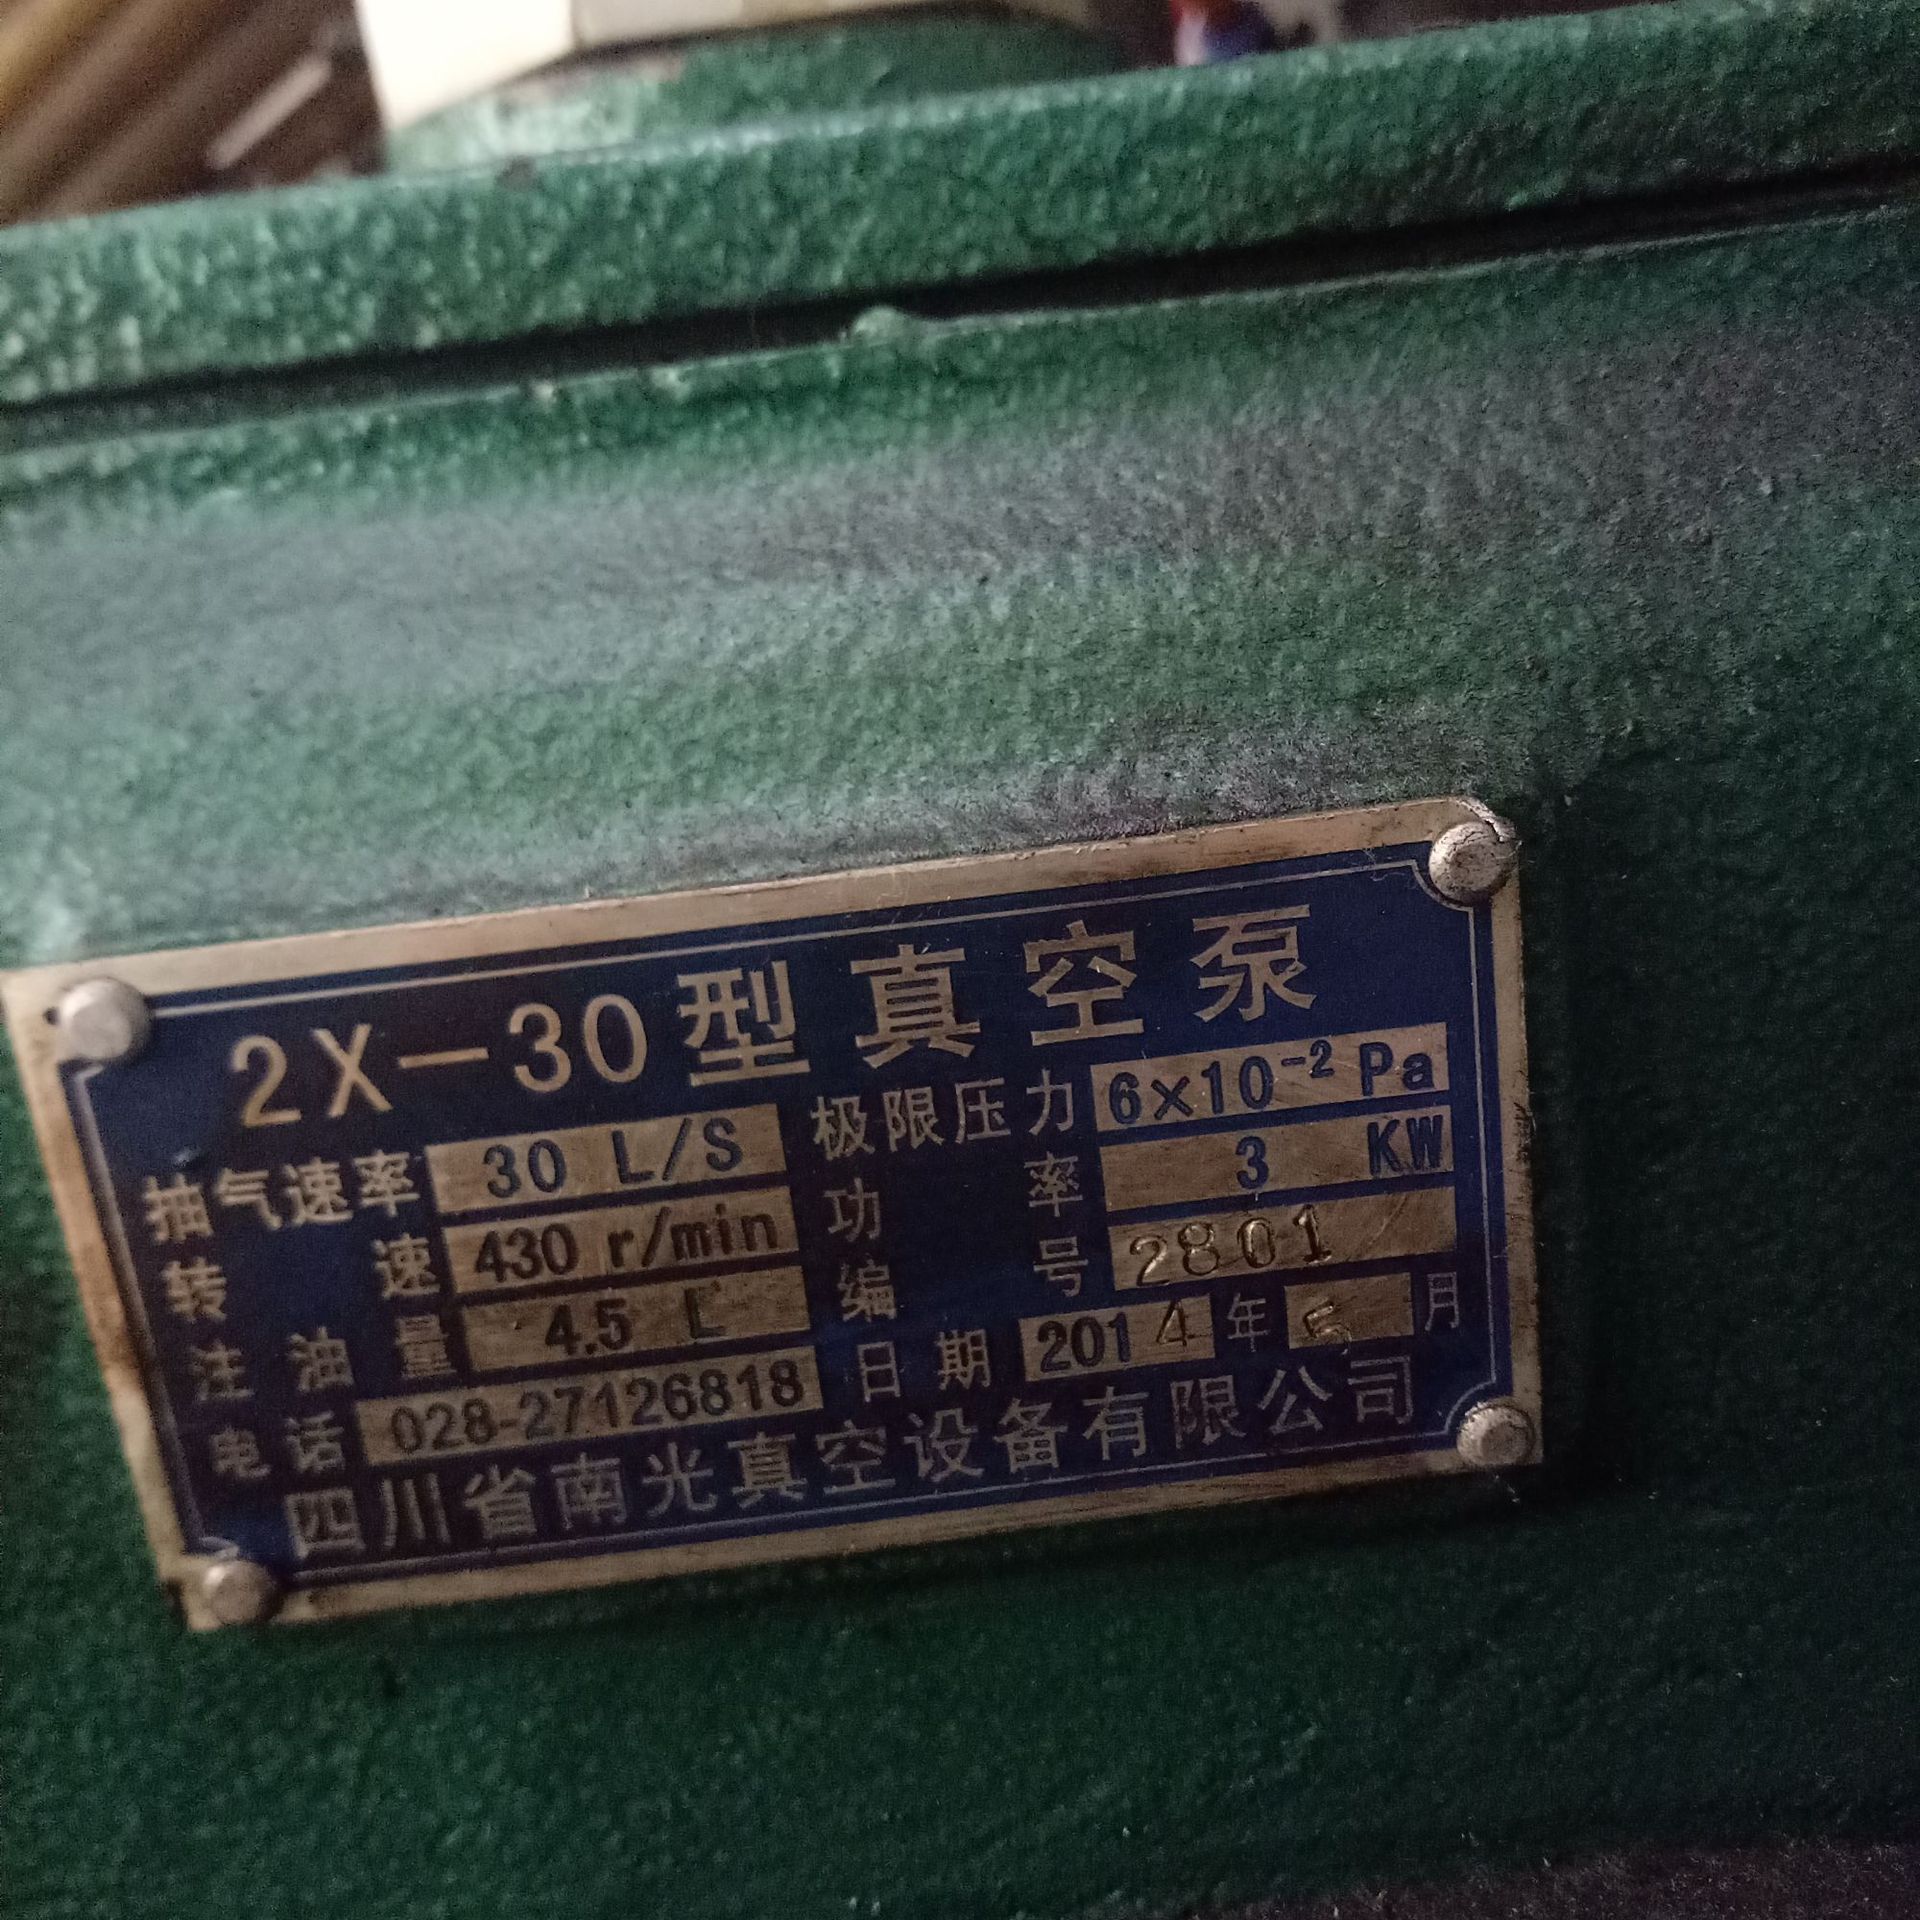 2X-30型真空泵
抽气速率 30 L/S 极限压力 6×10⁻² Pa
转速 430 r/min 功率 3 KW
注油量 4.5 L 编号 2801
电话 028-27126818 日期 2014年5月
四川省南光真空设备有限公司